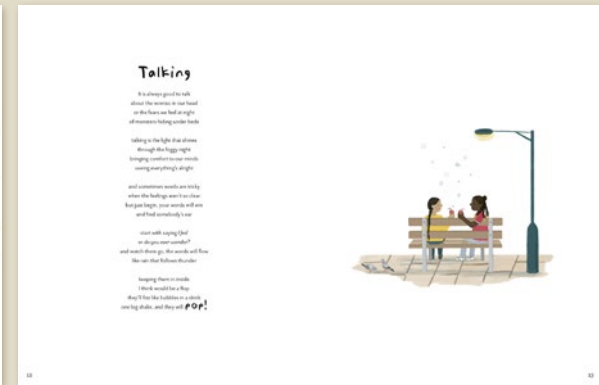 Talking
It is always good to talk
about the worries in our head
or the fears we feel at night
of monsters hiding under beds
talking is the light that shines
through the foggy night
bringing comfort to our minds
saying everything's alright
and sometimes words are tricky
when the feelings won't so clear
but just begin, your words will
and find somebody's ear
start with saying
or do you ever wonder?
and watch them go, the words will flow
like rain that follows thunder
keeping them in inside
I think would be a flop
they'll fizz like bubbles in a drink
one big shake, and they will POP!